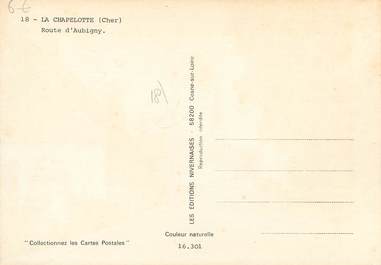 6€
18 - LA CHAPELOTTE (Cher)
Route d'Aubigny.
18)
LES EDITIONS NIVERNAISES - 58200 Cosne-sur-Loire
Reproduction interdite
Couleur naturelle
"Collectionnez les Cartes Postales"
16.301